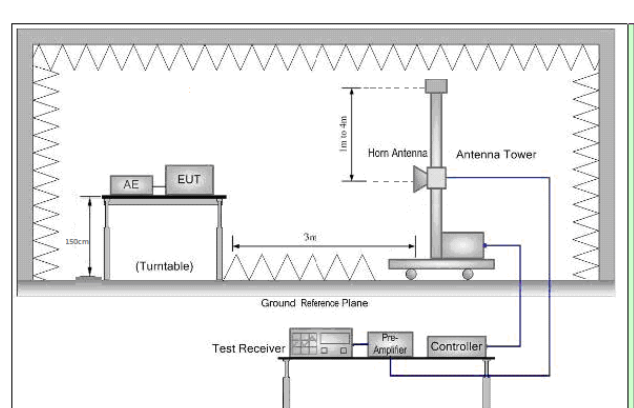 1m to 4m
Horn Antenna
Antenna Tower
AE
EUT
150cm
3m
(Turntable)
Ground Reference Plane
Test Receiver
Pre-
Amplifier
Controller